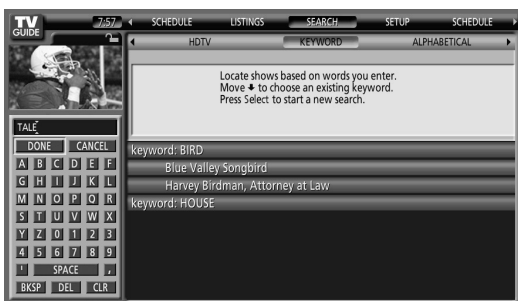 TV GUIDE 7:57 SCHEDULE LISTINGS SEARCH SETUP SCHEDULE
HDTV KEYWORD ALPHABETICAL
Locate shows based on words you enter.
Move ↓ to choose an existing keyword.
Press Select to start a new search.
TALE
DONE CANCEL
A B C D E F
G H I J K L
M N O P Q R
S T U V W X
Y Z 0 1 2 3
4 5 6 7 8 9
' SPACE ,
BKSP DEL CLR
keyword: BIRD
Blue Valley Songbird
Harvey Birdman, Attorney at Law
keyword: HOUSE